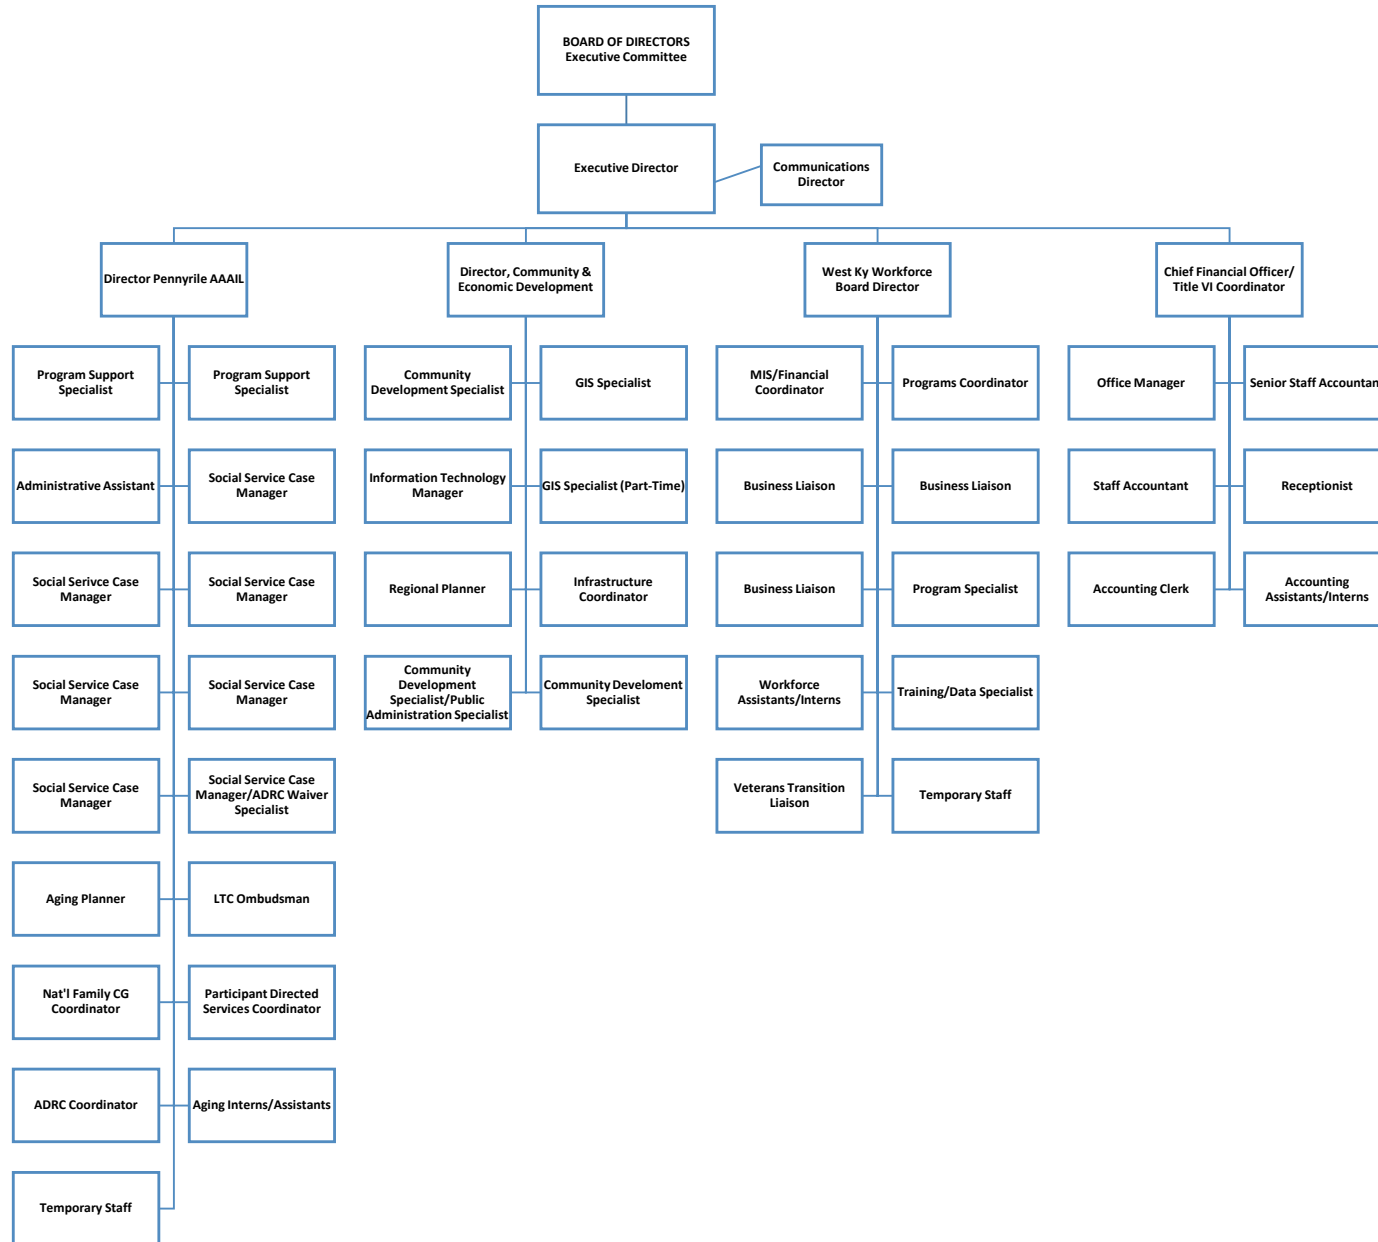 BOARD OF DIRECTORS
Executive Committee
Executive Director
Communications
Director
Director Pennyrile AAAIL
Director, Community &
Economic Development
West Ky Workforce
Board Director
Chief Financial Officer/
Title VI Coordinator
Program Support
Specialist
Program Support
Specialist
Community
Development Specialist
GIS Specialist
MIS/Financial
Coordinator
Programs Coordinator
Office Manager
Senior Staff Accountant
Administrative Assistant
Social Service Case
Manager
Information Technology
Manager
GIS Specialist (Part-Time)
Business Liaison
Business Liaison
Staff Accountant
Receptionist
Social Serivce Case
Manager
Social Service Case
Manager
Regional Planner
Infrastructure
Coordinator
Business Liaison
Program Specialist
Accounting Clerk
Accounting
Assistants/Interns
Social Service Case
Manager
Social Service Case
Manager
Community
Development
Specialist/Public
Administration Specialist
Community Develoment
Specialist
Workforce
Assistants/Interns
Training/Data Specialist
Social Service Case
Manager
Social Service Case
Manager/ADRC Waiver
Specialist
Veterans Transition
Liaison
Temporary Staff
Aging Planner
LTC Ombudsman
Nat'l Family CG
Coordinator
Participant Directed
Services Coordinator
ADRC Coordinator
Aging Interns/Assistants
Temporary Staff